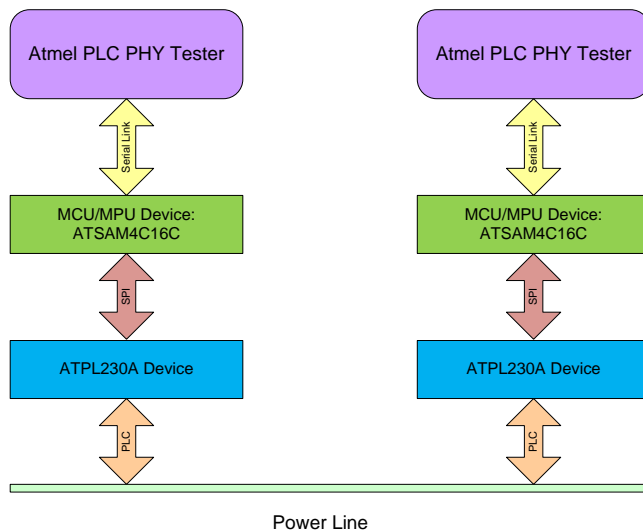 Atmel PLC PHY Tester
Atmel PLC PHY Tester
Serial Link
Serial Link
MCU/MPU Device:
ATSAM4C16C
MCU/MPU Device:
ATSAM4C16C
SPI
SPI
ATPL230A Device
ATPL230A Device
PLC
PLC
Power Line